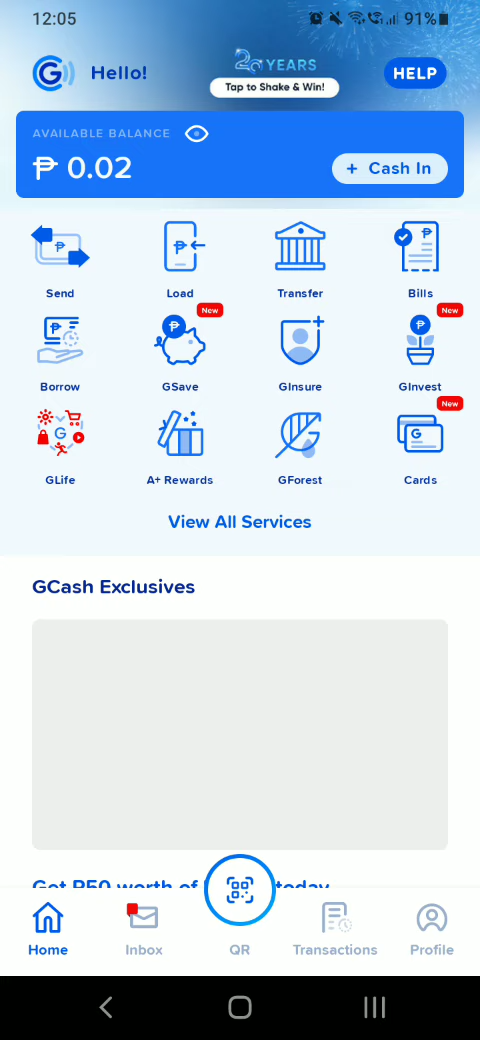 12:05
91%
Hello!
20 YEARS
Tap to Shake & Win!
HELP
AVAILABLE BALANCE
₱ 0.02
+ Cash In
Send
Load
Transfer
Bills
New
New
Borrow
GSave
GInsure
GInvest
New
GLife
A+ Rewards
GForest
Cards
View All Services
GCash Exclusives
Get P50 worth of
today
Home
Inbox
QR
Transactions
Profile